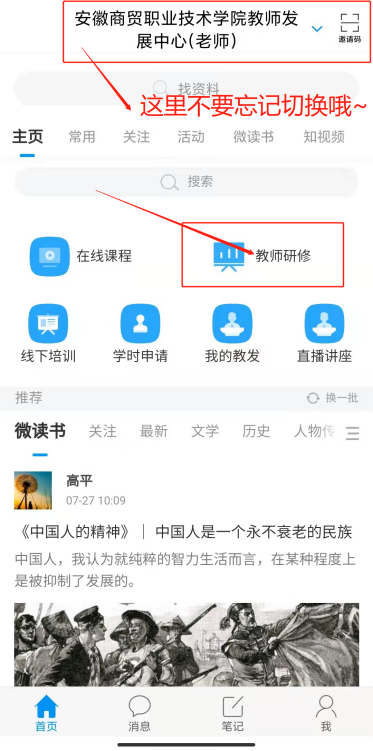 安徽商贸职业技术学院教师发
展中心(老师)
邀请码
找资料
这里不要忘记切换哦~
主页 常用 关注 活动 微读书 知视频
搜索
在线课程 教师研修
线下培训 学时申请 我的教发 直播讲座
推荐 换一批
微读书 关注 最新 文学 历史 人物传
高平
07-27 10:09
《中国人的精神》｜ 中国人是一个永不衰老的民族
中国人，我认为就纯粹的智力生活而言，在某种程度上
是被抑制了发展的。
首页 消息 笔记 我